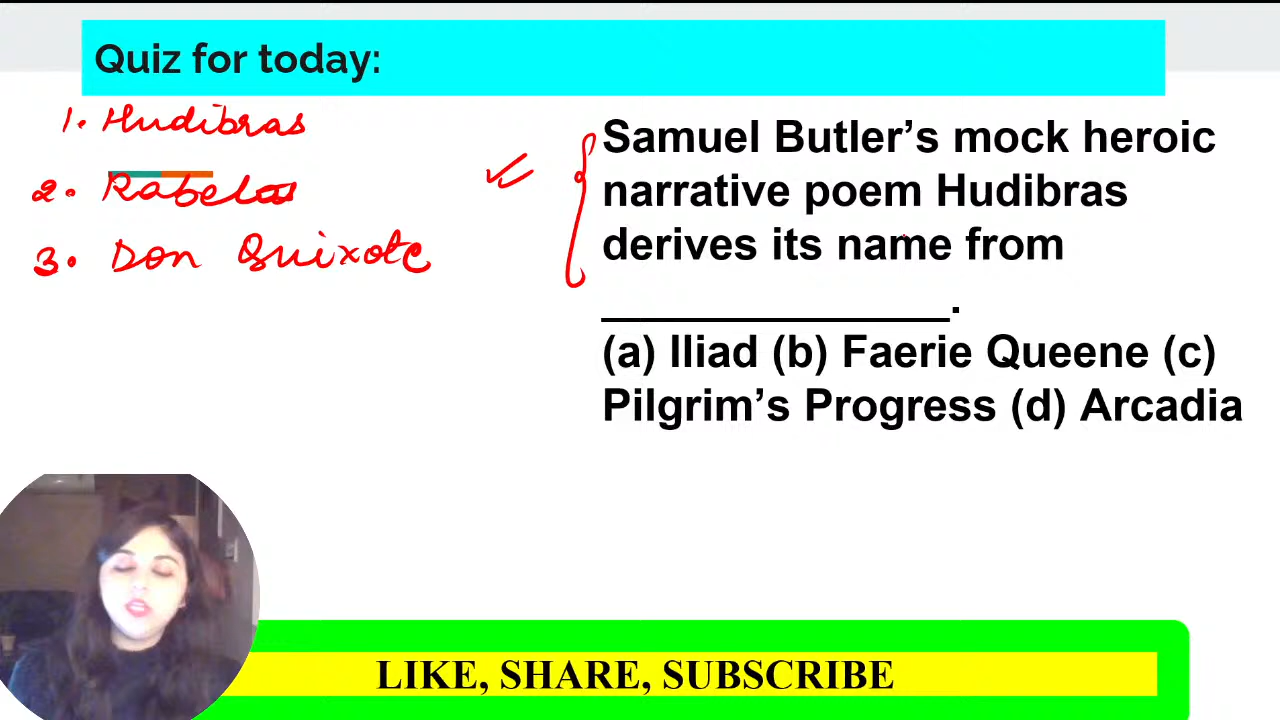 Quiz for today:
1. Hudibras
2. Rabelas
3. Don Quixote
Samuel Butler's mock heroic
narrative poem Hudibras
derives its name from
______________.
(a) Iliad (b) Faerie Queene (c)
Pilgrim's Progress (d) Arcadia
LIKE, SHARE, SUBSCRIBE